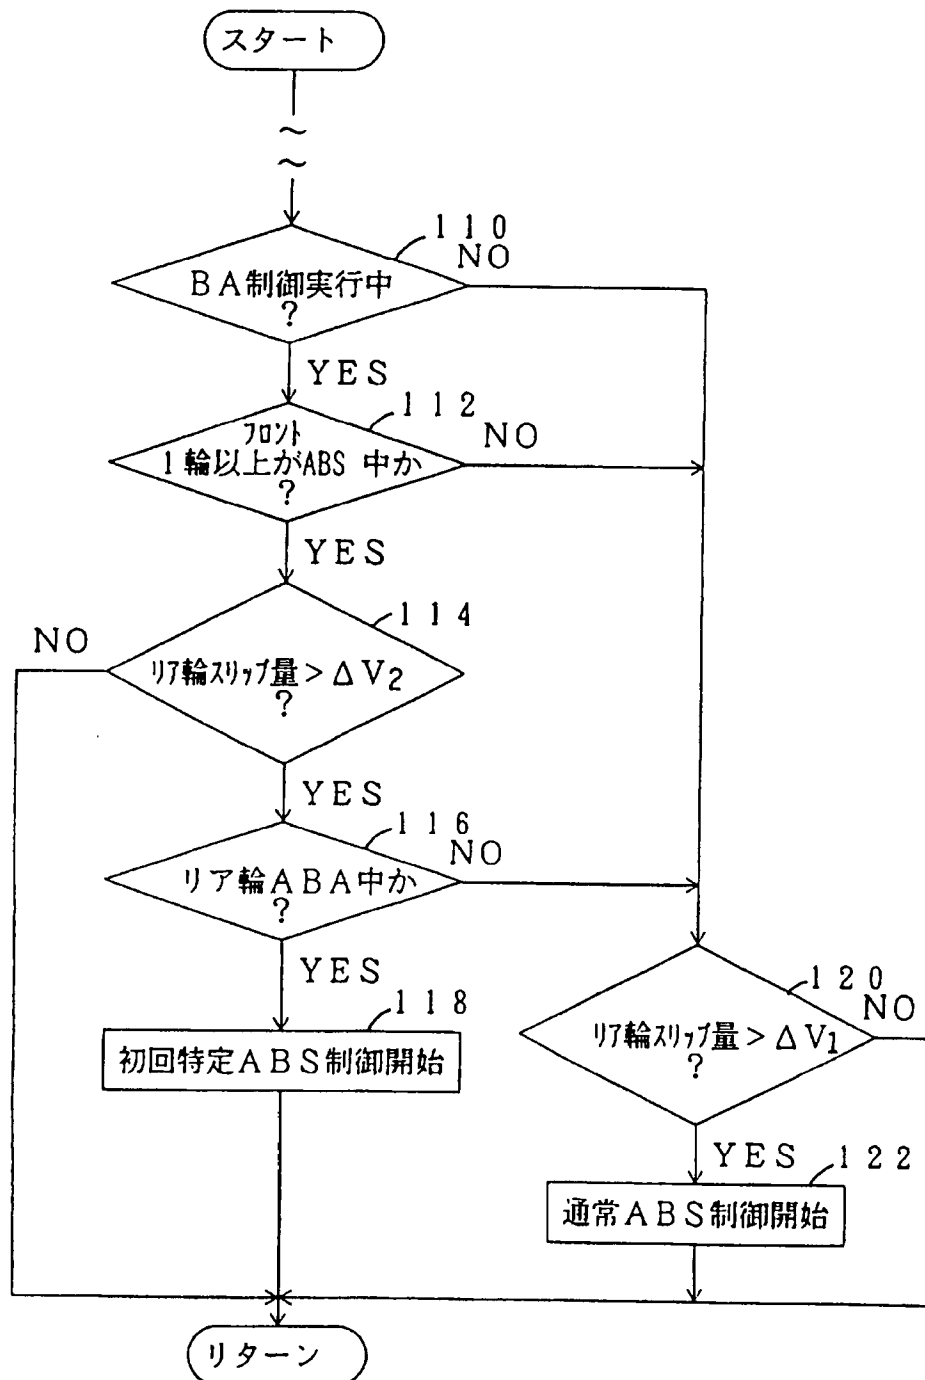 スタート
110
NO
BA制御実行中
?
YES
112
NO
フロント
1輪以上がABS 中か
?
YES
114
NO
リア輪スリップ量>ΔV2
?
YES
116
NO
リア輪ABA中か
?
YES
118
初回特定ABS制御開始
120
NO
リア輪スリップ量>ΔV1
?
YES
122
通常ABS制御開始
リターン